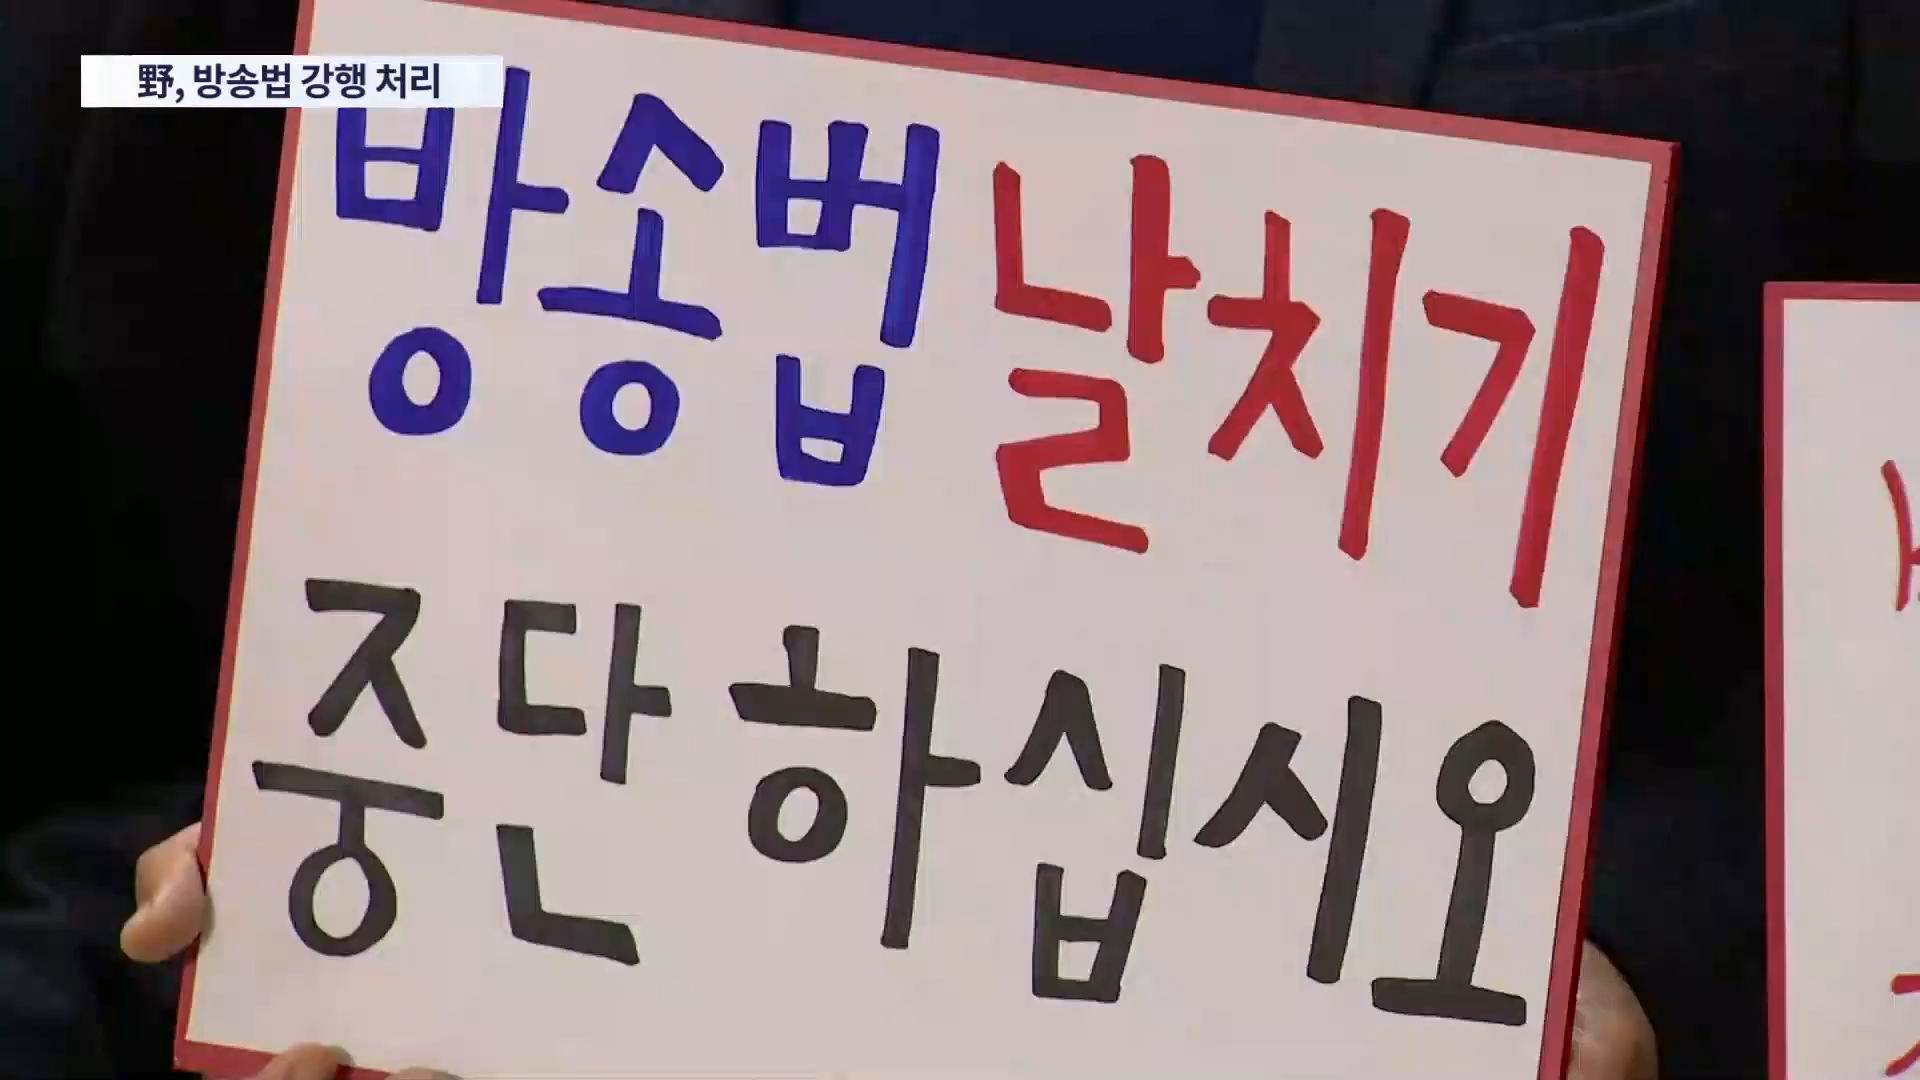 野, 방송법 강행 처리
방송법 날치기
중단 하십시오